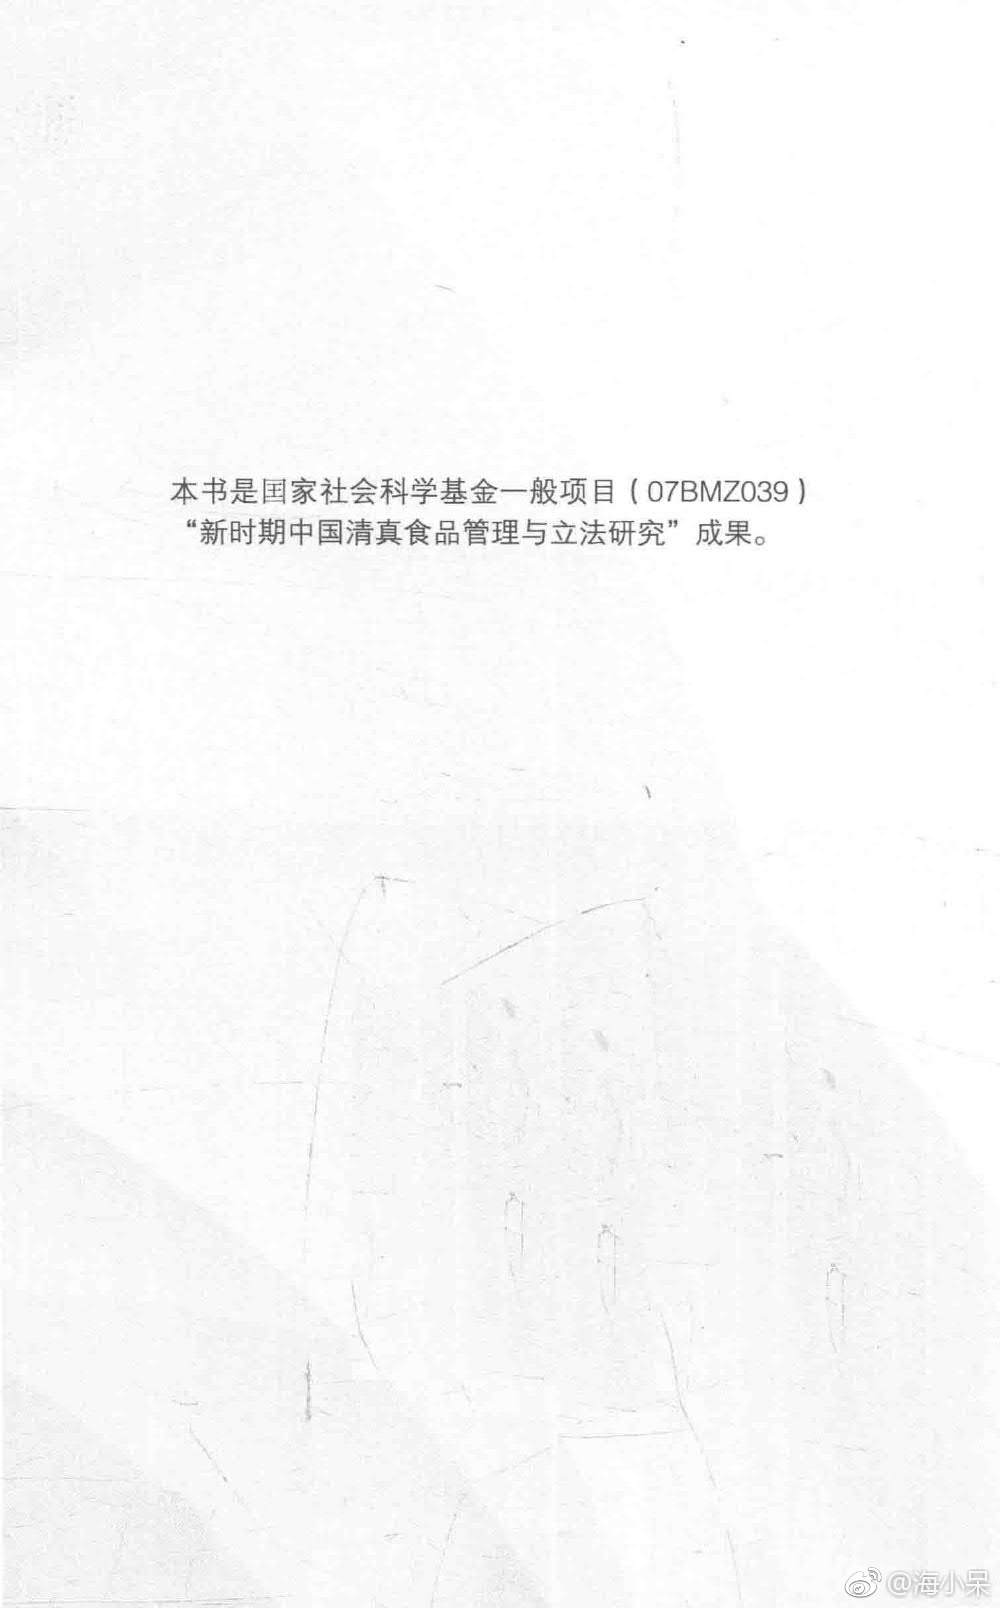 本书是国家社会科学基金一般项目（07BMZ039）
“新时期中国清真食品管理与立法研究”成果。
@海小呆